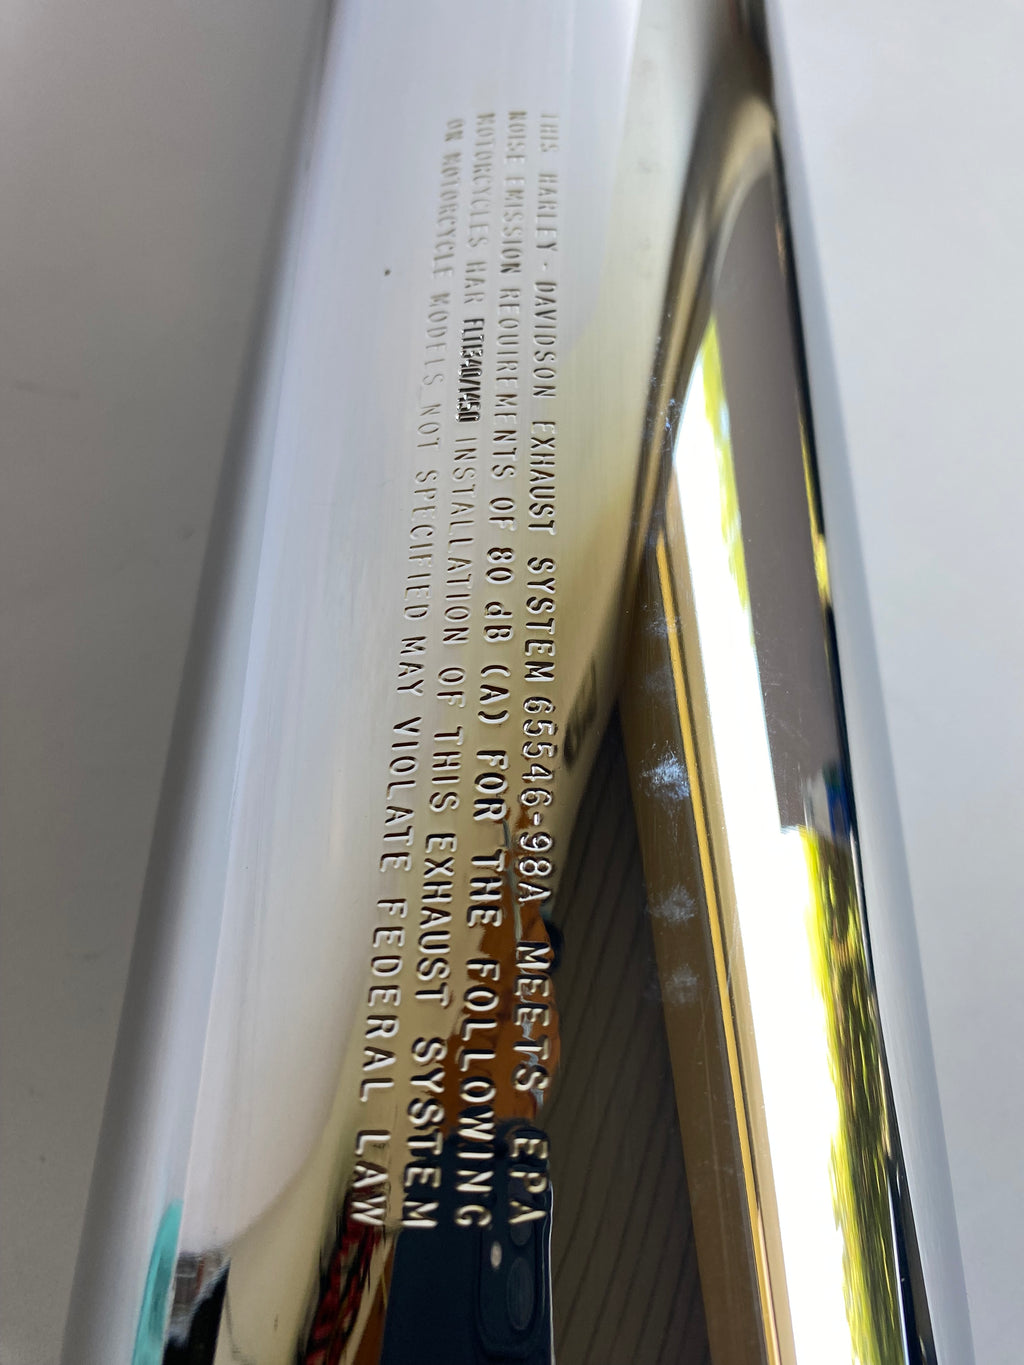 THIS HARLEY-DAVIDSON EXHAUST SYSTEM 65546-98A MEETS EPA
NOISE EMISSION REQUIREMENTS OF 80 dB (A) FOR THE FOLLOWING
MOTORCYCLES HAR INSTALLATION OF THIS EXHAUST SYSTEM
ON MOTORCYCLE MODELS NOT SPECIFIED MAY VIOLATE FEDERAL LAW